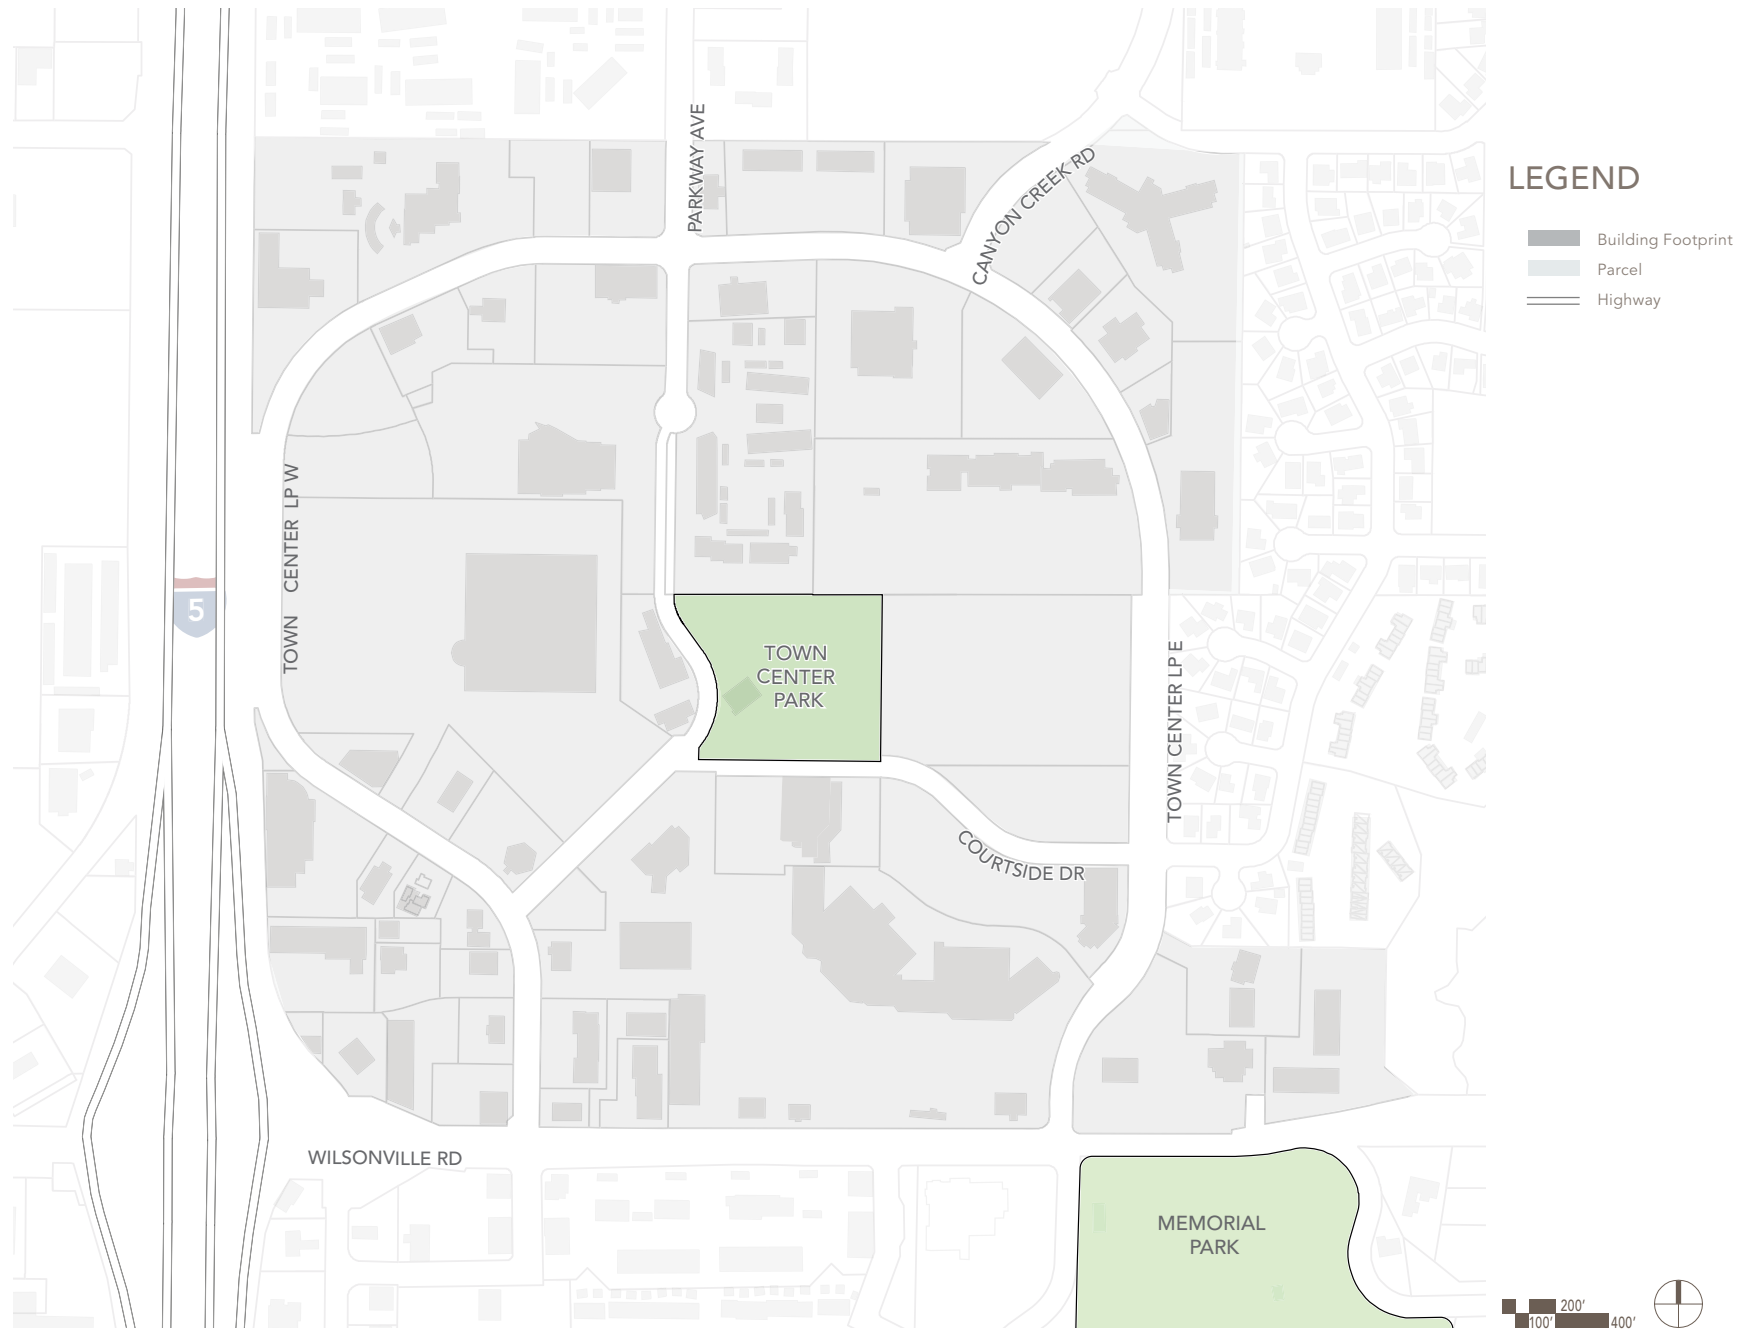 PARKWAY AVE
CANYON CREEK RD
LEGEND
Building Footprint
Parcel
Highway
TOWN CENTER LP W
5
TOWN
CENTER
PARK
TOWN CENTER LP E
COURTSIDE DR
WILSONVILLE RD
MEMORIAL
PARK
200'
100'
400'